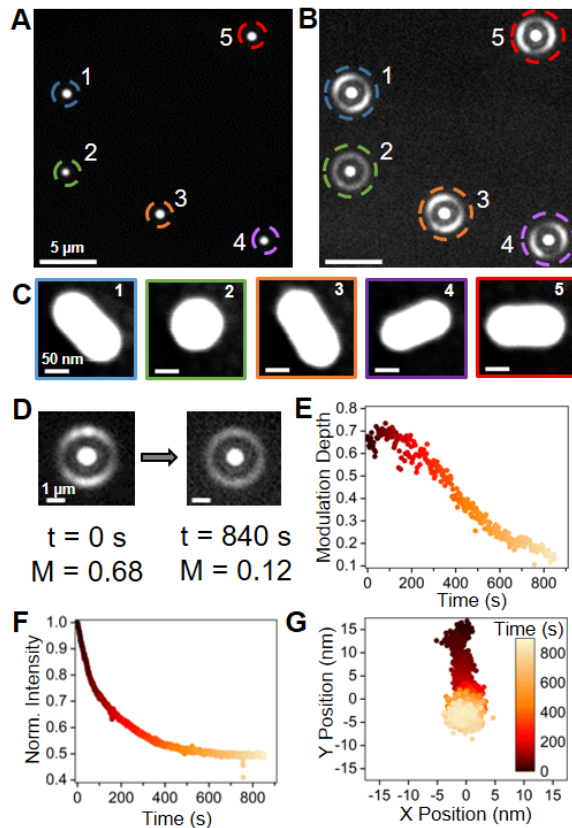 A
5
1
2
3
4
5 µm
B
5
1
2
3
4
C
1
50 nm
2
3
4
5
D
1 µm
t = 0 s
M = 0.68
t = 840 s
M = 0.12
E
Modulation Depth
0.8
0.7
0.6
0.5
0.4
0.3
0.2
0.1
0 200 400 600 800
Time (s)
F
Norm. Intensity
1.0
0.9
0.8
0.7
0.6
0.5
0.4
0 200 400 600 800
Time (s)
G
Y Position (nm)
15
10
5
0
-5
-10
-15
-15 -10 -5 0 5 10 15
X Position (nm)
Time (s)
800
600
400
200
0